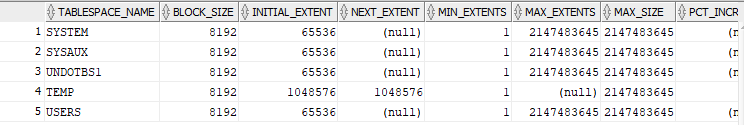 TABLESPACE_NAME BLOCK_SIZE INITIAL_EXTENT NEXT_EXTENT MIN_EXTENTS MAX_EXTENTS MAX_SIZE PCT_INCR
1 SYSTEM 8192 65536 (null) 1 2147483645 2147483645 (n
2 SYSAUX 8192 65536 (null) 1 2147483645 2147483645 (n
3 UNDOTBS1 8192 65536 (null) 1 2147483645 2147483645 (n
4 TEMP 8192 1048576 1048576 1 (null) 2147483645
5 USERS 8192 65536 (null) 1 2147483645 2147483645 (n